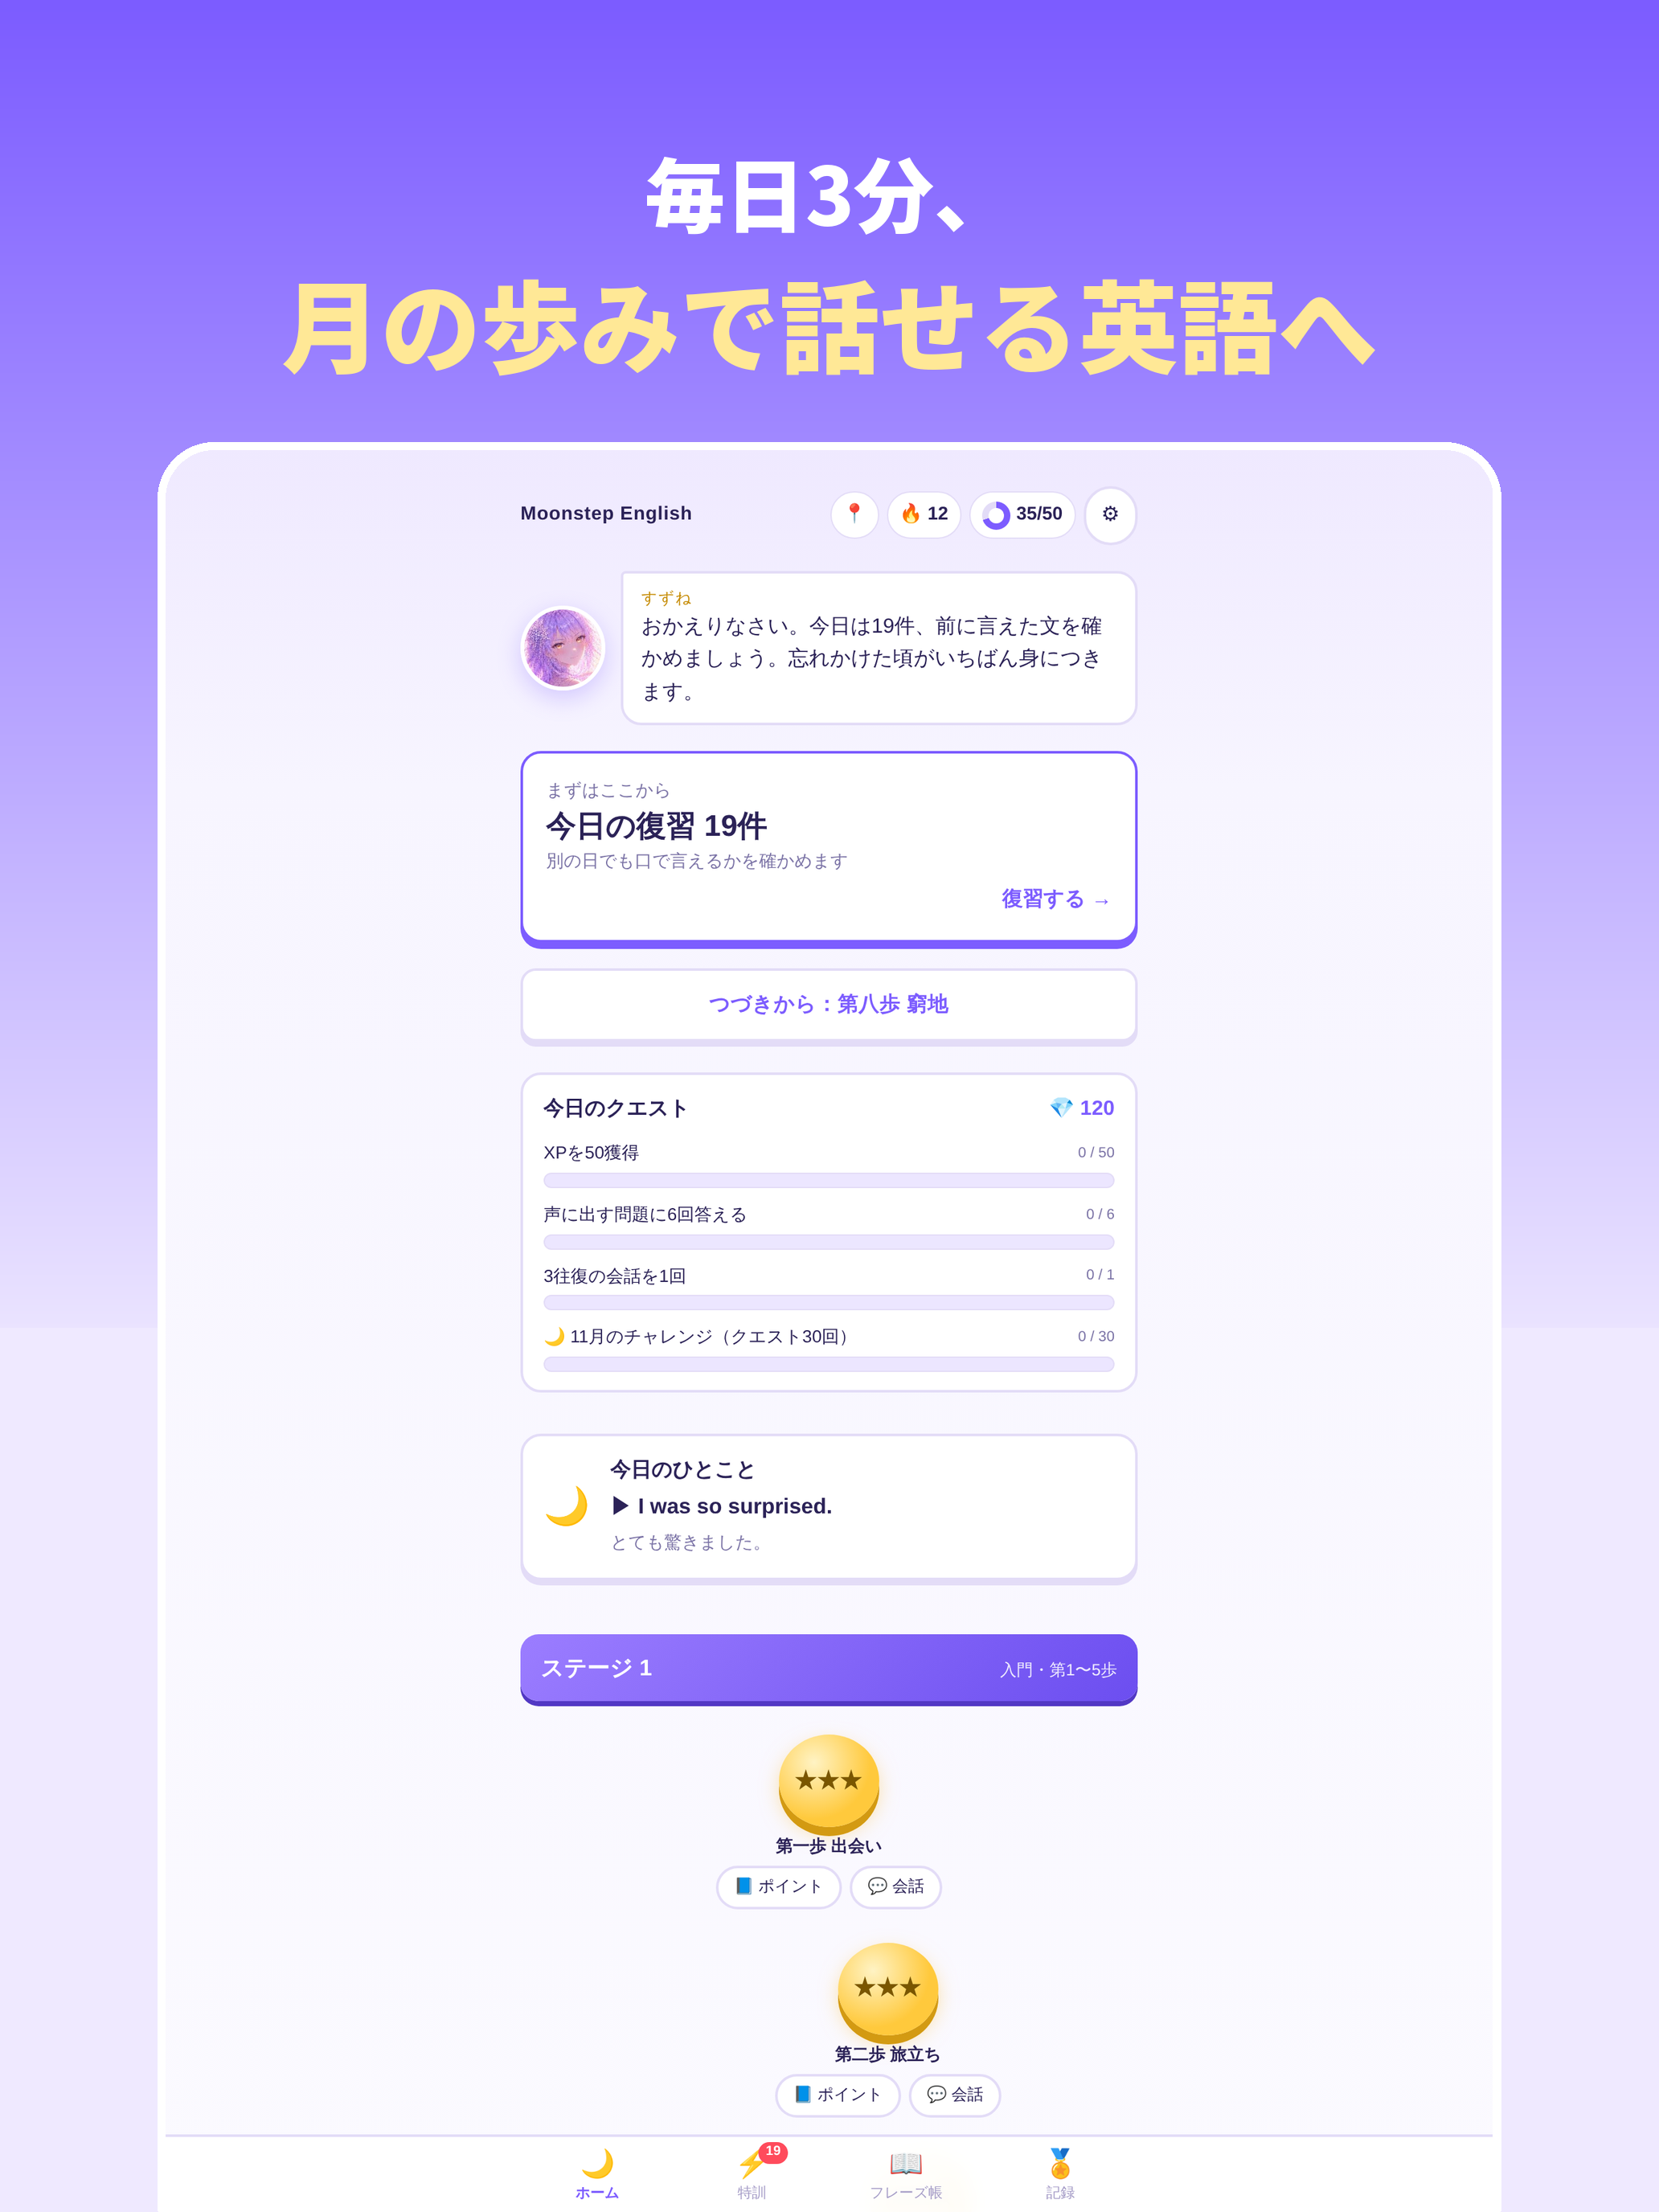 毎日3分、
月の歩みで話せる英語へ
Moonstep English
📍 🔥 12 35/50 ⚙
すずね
おかえりなさい。今日は19件、前に言えた文を確
かめましょう。忘れかけた頃がいちばん身につき
ます。
まずはここから
今日の復習 19件
別の日でも口で言えるかを確かめます
復習する →
つづきから：第八歩 窮地
今日のクエスト 💎 120
XPを50獲得 0 / 50
声に出す問題に6回答える 0 / 6
3往復の会話を1回 0 / 1
🌙 11月のチャレンジ（クエスト30回） 0 / 30
今日のひとこと
▶ I was so surprised.
とても驚きました。
ステージ 1 入門・第1〜5歩
★★★
第一歩 出会い
📘 ポイント 💬 会話
★★★
第二歩 旅立ち
📘 ポイント 💬 会話
19
ホーム 特訓 フレーズ帳 記録